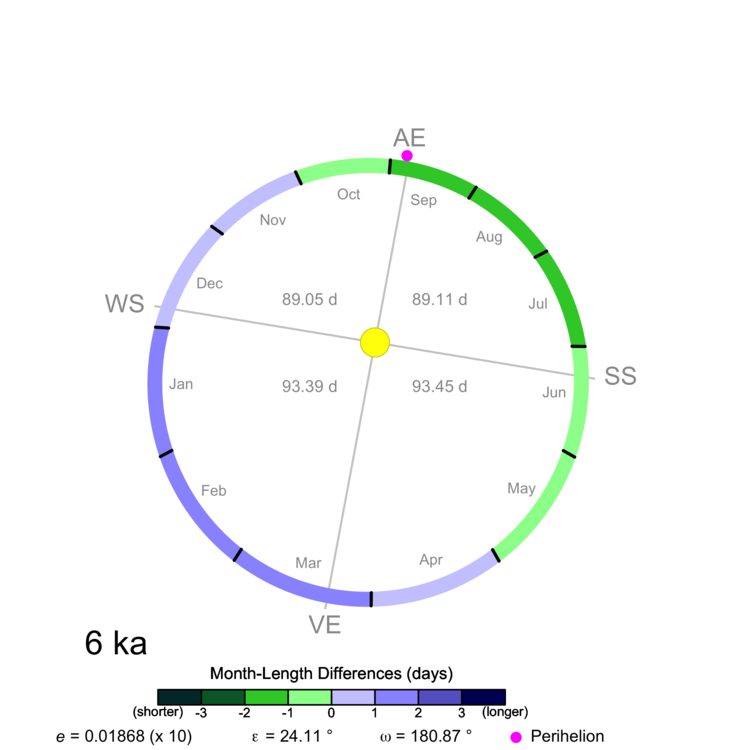 AE
Oct
Sep
Nov
Aug
Dec
89.05 d
89.11 d
WS
Jul
SS
Jan
93.39 d
93.45 d
Jun
Feb
May
Mar
Apr
VE
6 ka
Month-Length Differences (days)
(shorter) -3 -2 -1 0 1 2 3 (longer)
e = 0.01868 (x 10) ε = 24.11 ° ω = 180.87 ° Perihelion